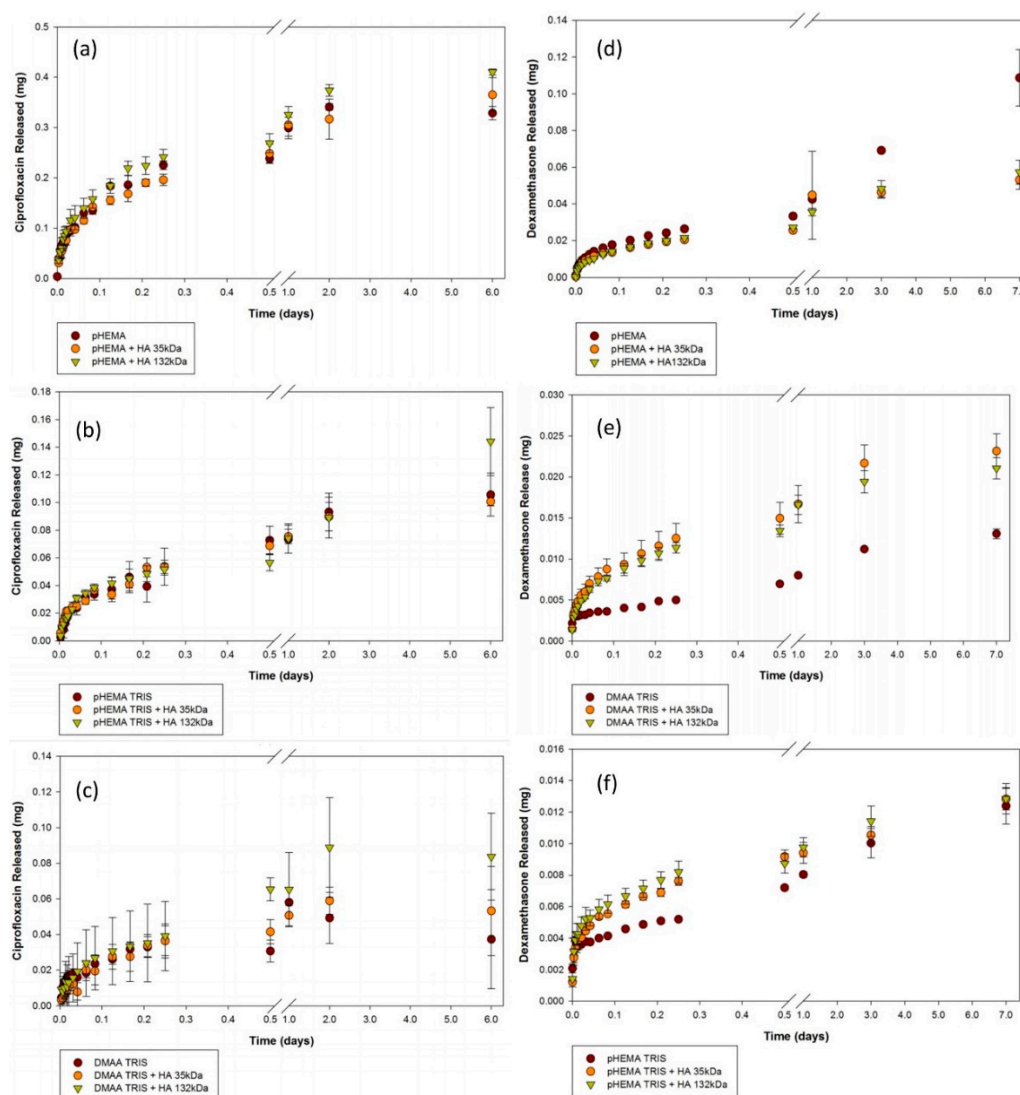 (a)
Ciprofloxacin Released (mg)
0.5
0.4
0.3
0.2
0.1
0.0
0.0 0.1 0.2 0.3 0.4 0.5 1.0 2.0 3.0 4.0 5.0 6.0
Time (days)
pHEMA
pHEMA + HA 35kDa
pHEMA + HA 132kDa
(d)
Dexamethasone Released (mg)
0.14
0.12
0.10
0.08
0.06
0.04
0.02
0.00
0.0 0.1 0.2 0.3 0.4 0.5 1.0 2.0 3.0 4.0 5.0 6.0 7.
Time (days)
pHEMA
pHEMA + HA 35kDa
pHEMA + HA132kDa
(b)
Ciprofloxacin Released (mg)
0.18
0.16
0.14
0.12
0.10
0.08
0.06
0.04
0.02
0.00
0.0 0.1 0.2 0.3 0.4 0.5 1.0 2.0 3.0 4.0 5.0 6.0
Time (days)
pHEMA TRIS
pHEMA TRIS + HA 35kDa
pHEMA TRIS + HA 132kDa
(e)
Dexamethasone Release (mg)
0.030
0.025
0.020
0.015
0.010
0.005
0.000
0.0 0.1 0.2 0.3 0.4 0.5 1.0 2.0 3.0 4.0 5.0 6.0 7.0
Time (days)
DMAA TRIS
DMAA TRIS + HA 35kDa
DMAA TRIS + HA 132kDa
(c)
Ciprofloxacin Released (mg)
0.14
0.12
0.10
0.08
0.06
0.04
0.02
0.00
0.0 0.1 0.2 0.3 0.4 0.5 1.0 2.0 3.0 4.0 5.0 6.0
Time (days)
DMAA TRIS
DMAA TRIS + HA 35kDa
DMAA TRIS + HA 132kDa
(f)
Dexamethasone Released (mg)
0.016
0.014
0.012
0.010
0.008
0.006
0.004
0.002
0.000
0.0 0.1 0.2 0.3 0.4 0.5 1.0 2.0 3.0 4.0 5.0 6.0 7.0
Time (days)
pHEMA TRIS
pHEMA TRIS + HA 35kDa
pHEMA TRIS + HA 132kDa